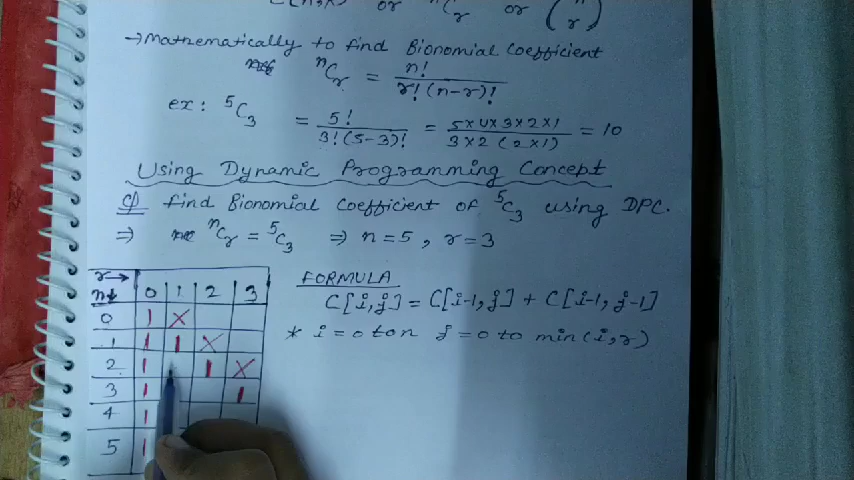 C(n,r) or nCr or (n r)
→ Mathematically to find Bionomial Coefficient
nCr = n! / r!(n-r)!
ex: 5C3 = 5! / 3!(5-3)! = 5×4×3×2×1 / 3×2(2×1) = 10
Using Dynamic Programming Concept
Q) find Bionomial Coefficient of 5C3 using DPC.
⇒ nCr = 5C3 ⇒ n=5, r=3
FORMULA
C[i,j] = C[i-1,j] + C[i-1,j-1]
* i=0 to n j=0 to min(i,r)
r→ 0 1 2 3
n↓
0 1 ×
1 1 1 ×
2 1 1 ×
3 1 1
4 1
5 1